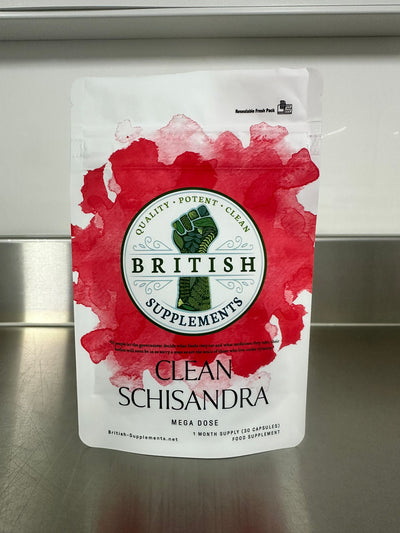 Resealable Fresh Pack
QUALITY · POTENT · CLEAN
BRITISH
SUPPLEMENTS
CLEAN
SCHISANDRA
MEGA DOSE
1 MONTH SUPPLY (30 CAPSULES)
British-Supplements.net
FOOD SUPPLEMENT